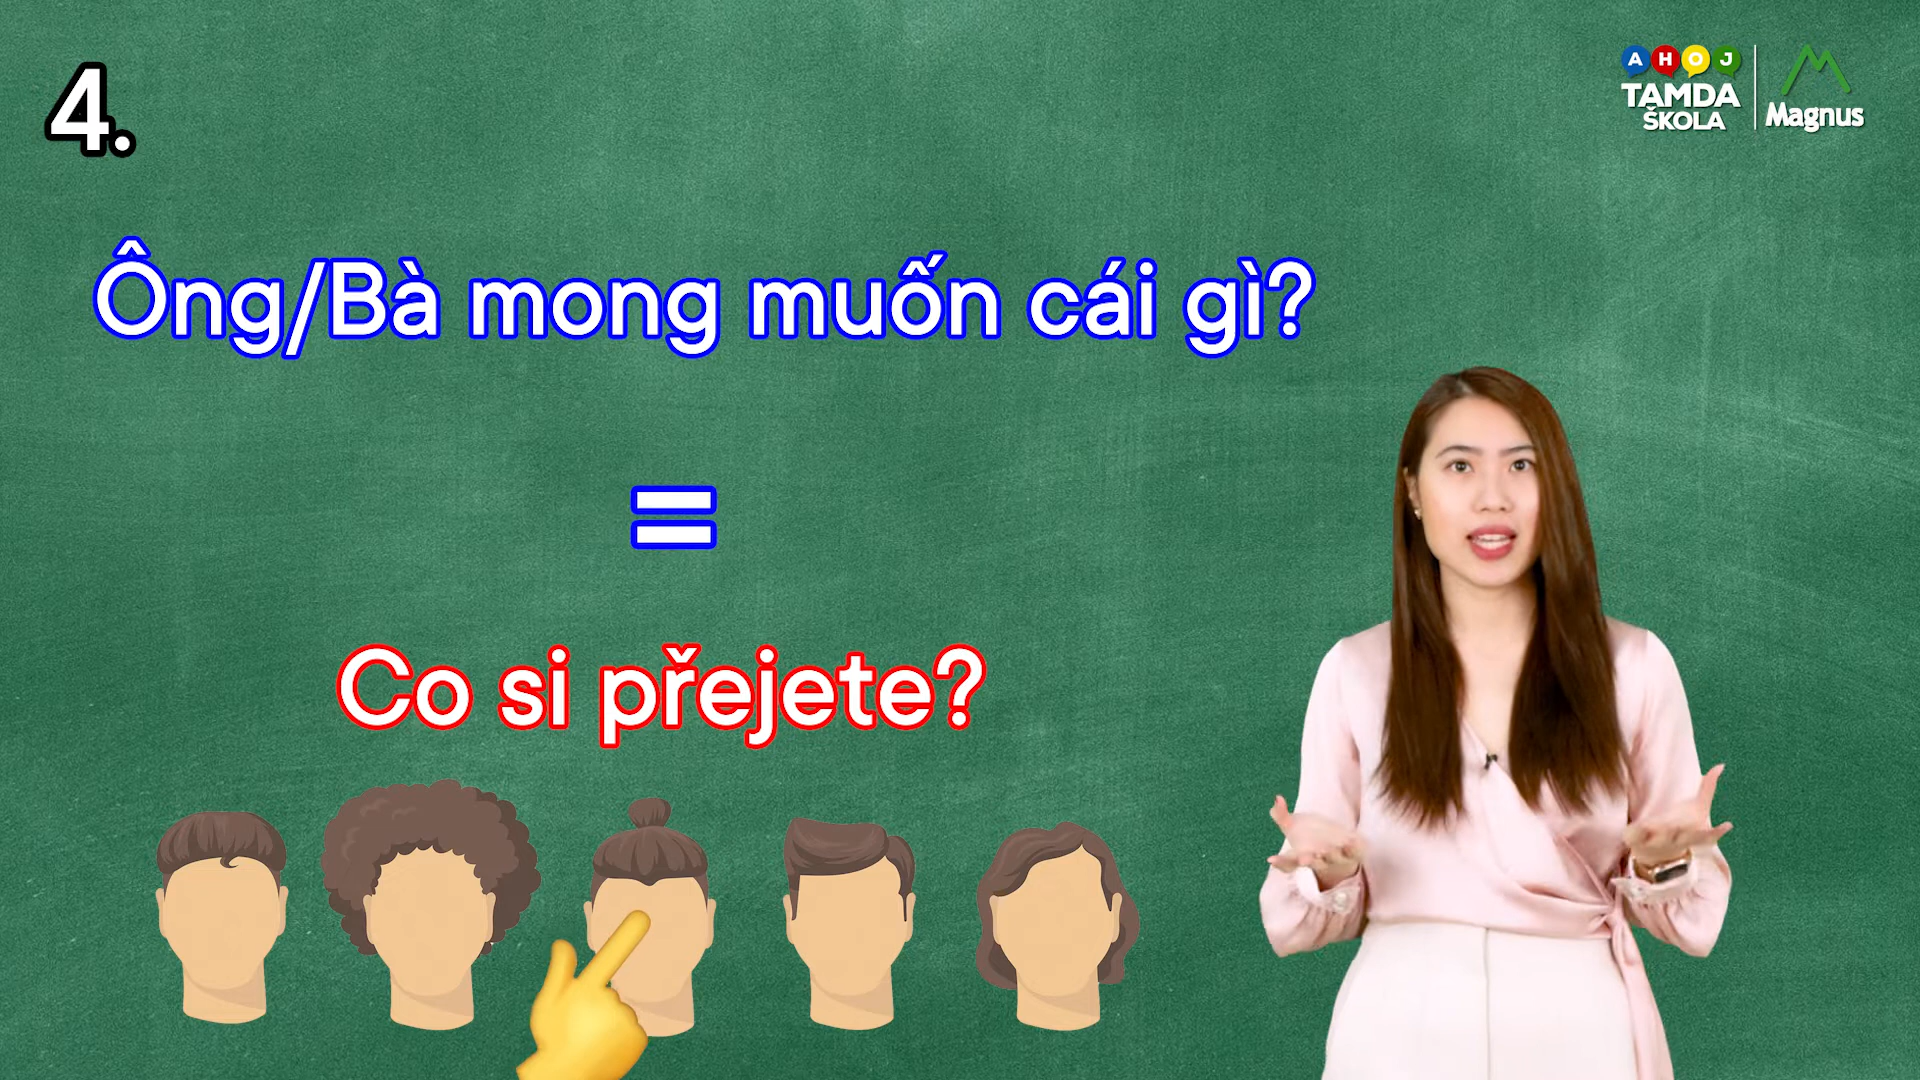 4.
AHOJ
TAMDA
ŠKOLA
Magnus
Ông/Bà mong muốn cái gì?
=
Co si přejete?